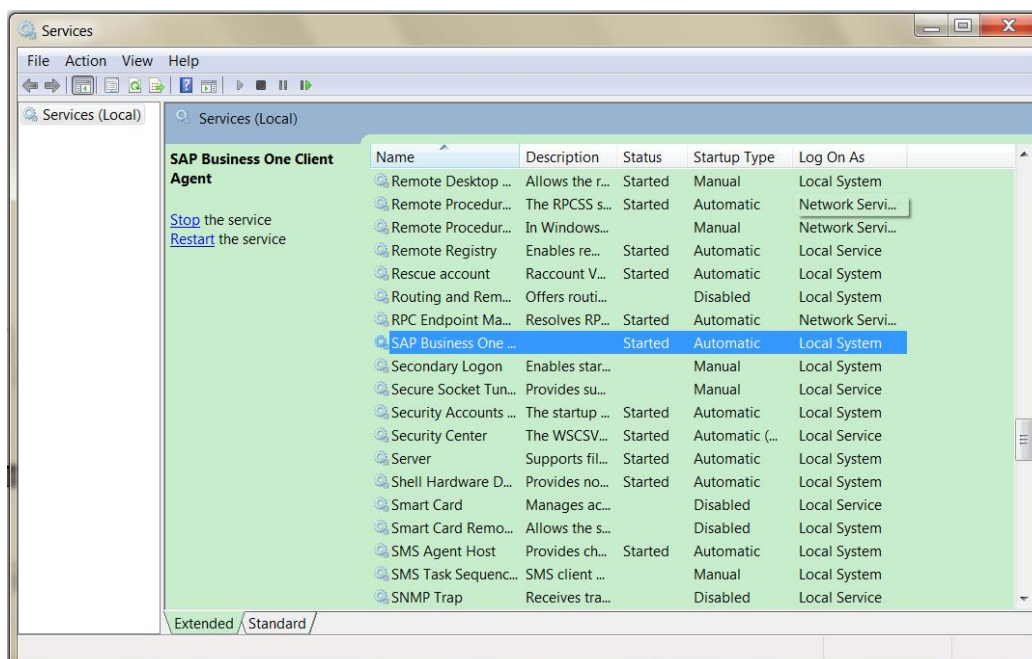 Services
File Action View Help
Services (Local)
Services (Local)
SAP Business One Client
Agent
Stop the service
Restart the service
Name Description Status Startup Type Log On As
Remote Desktop ... Allows the r... Started Manual Local System
Remote Procedur... The RPCSS s... Started Automatic Network Servi...
Remote Procedur... In Windows... Manual Network Servi...
Remote Registry Enables re... Started Automatic Local Service
Rescue account Raccount V... Started Automatic Local System
Routing and Rem... Offers routi... Disabled Local System
RPC Endpoint Ma... Resolves RP... Started Automatic Network Servi...
SAP Business One ... Started Automatic Local System
Secondary Logon Enables star... Manual Local System
Secure Socket Tun... Provides su... Manual Local Service
Security Accounts ... The startup ... Started Automatic Local System
Security Center The WSCSV... Started Automatic (... Local Service
Server Supports fil... Started Automatic Local System
Shell Hardware D... Provides no... Started Automatic Local System
Smart Card Manages ac... Disabled Local Service
Smart Card Remo... Allows the s... Disabled Local System
SMS Agent Host Provides ch... Started Automatic Local System
SMS Task Sequenc... SMS client ... Manual Local System
SNMP Trap Receives tra... Disabled Local Service
Extended Standard